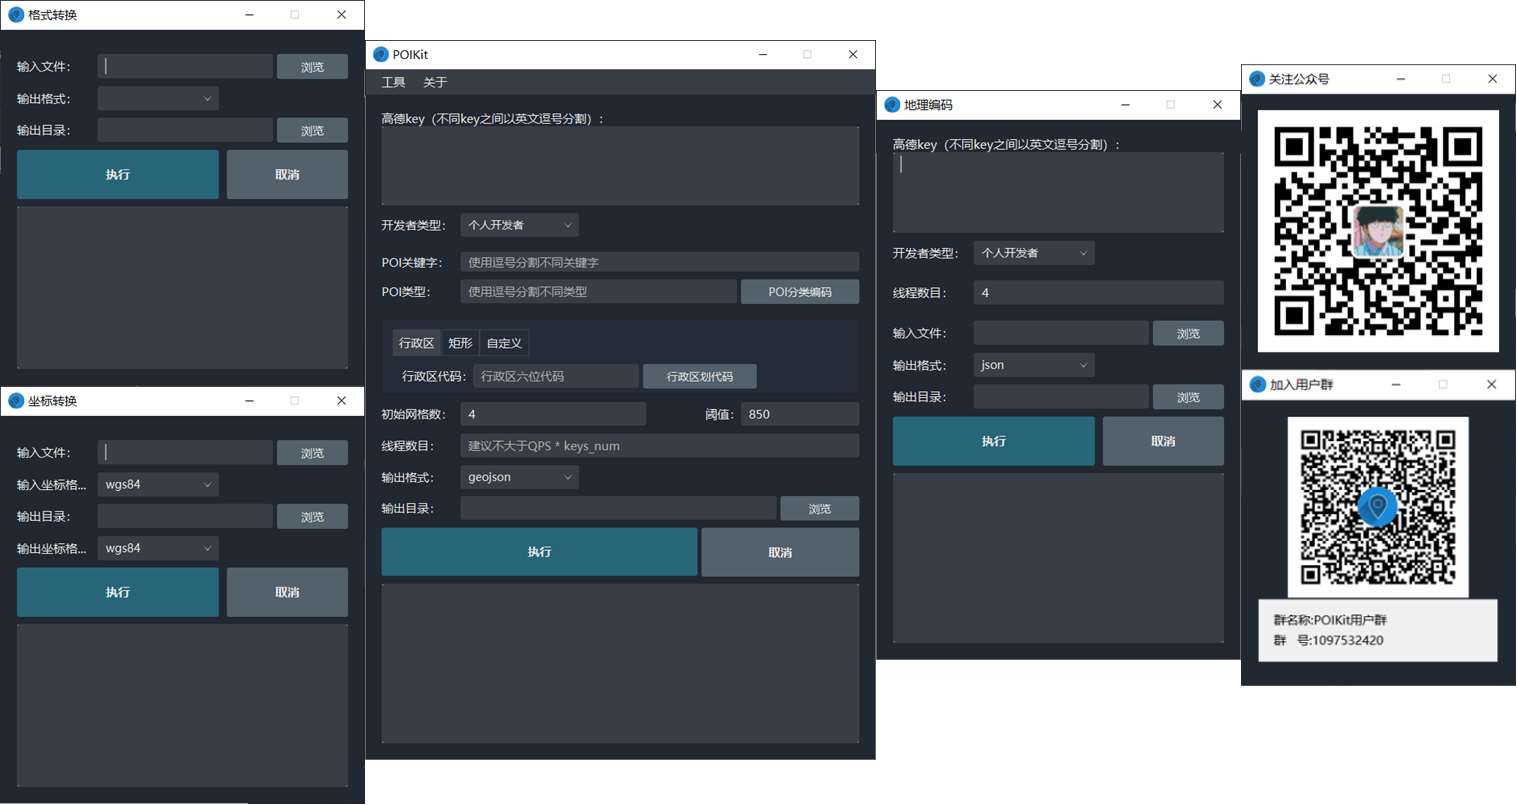 格式转换
输入文件：
浏览
输出格式：
输出目录：
浏览
执行
取消
坐标转换
输入文件：
浏览
输入坐标格...
wgs84
输出目录：
浏览
输出坐标格...
wgs84
执行
取消
POIKit
工具
关于
高德key（不同key之间以英文逗号分割）：
开发者类型：
个人开发者
POI关键字：
使用逗号分割不同关键字
POI类型：
使用逗号分割不同类型
POI分类编码
行政区
矩形
自定义
行政区代码：
行政区六位代码
行政区划代码
初始网格数：
4
阈值：
850
线程数目：
建议不大于QPS * keys_num
输出格式：
geojson
输出目录：
浏览
执行
取消
地理编码
高德key（不同key之间以英文逗号分割）：
开发者类型：
个人开发者
线程数目：
4
输入文件：
浏览
输出格式：
json
输出目录：
浏览
执行
取消
关注公众号
加入用户群
群名称:POIKit用户群
群 号:1097532420